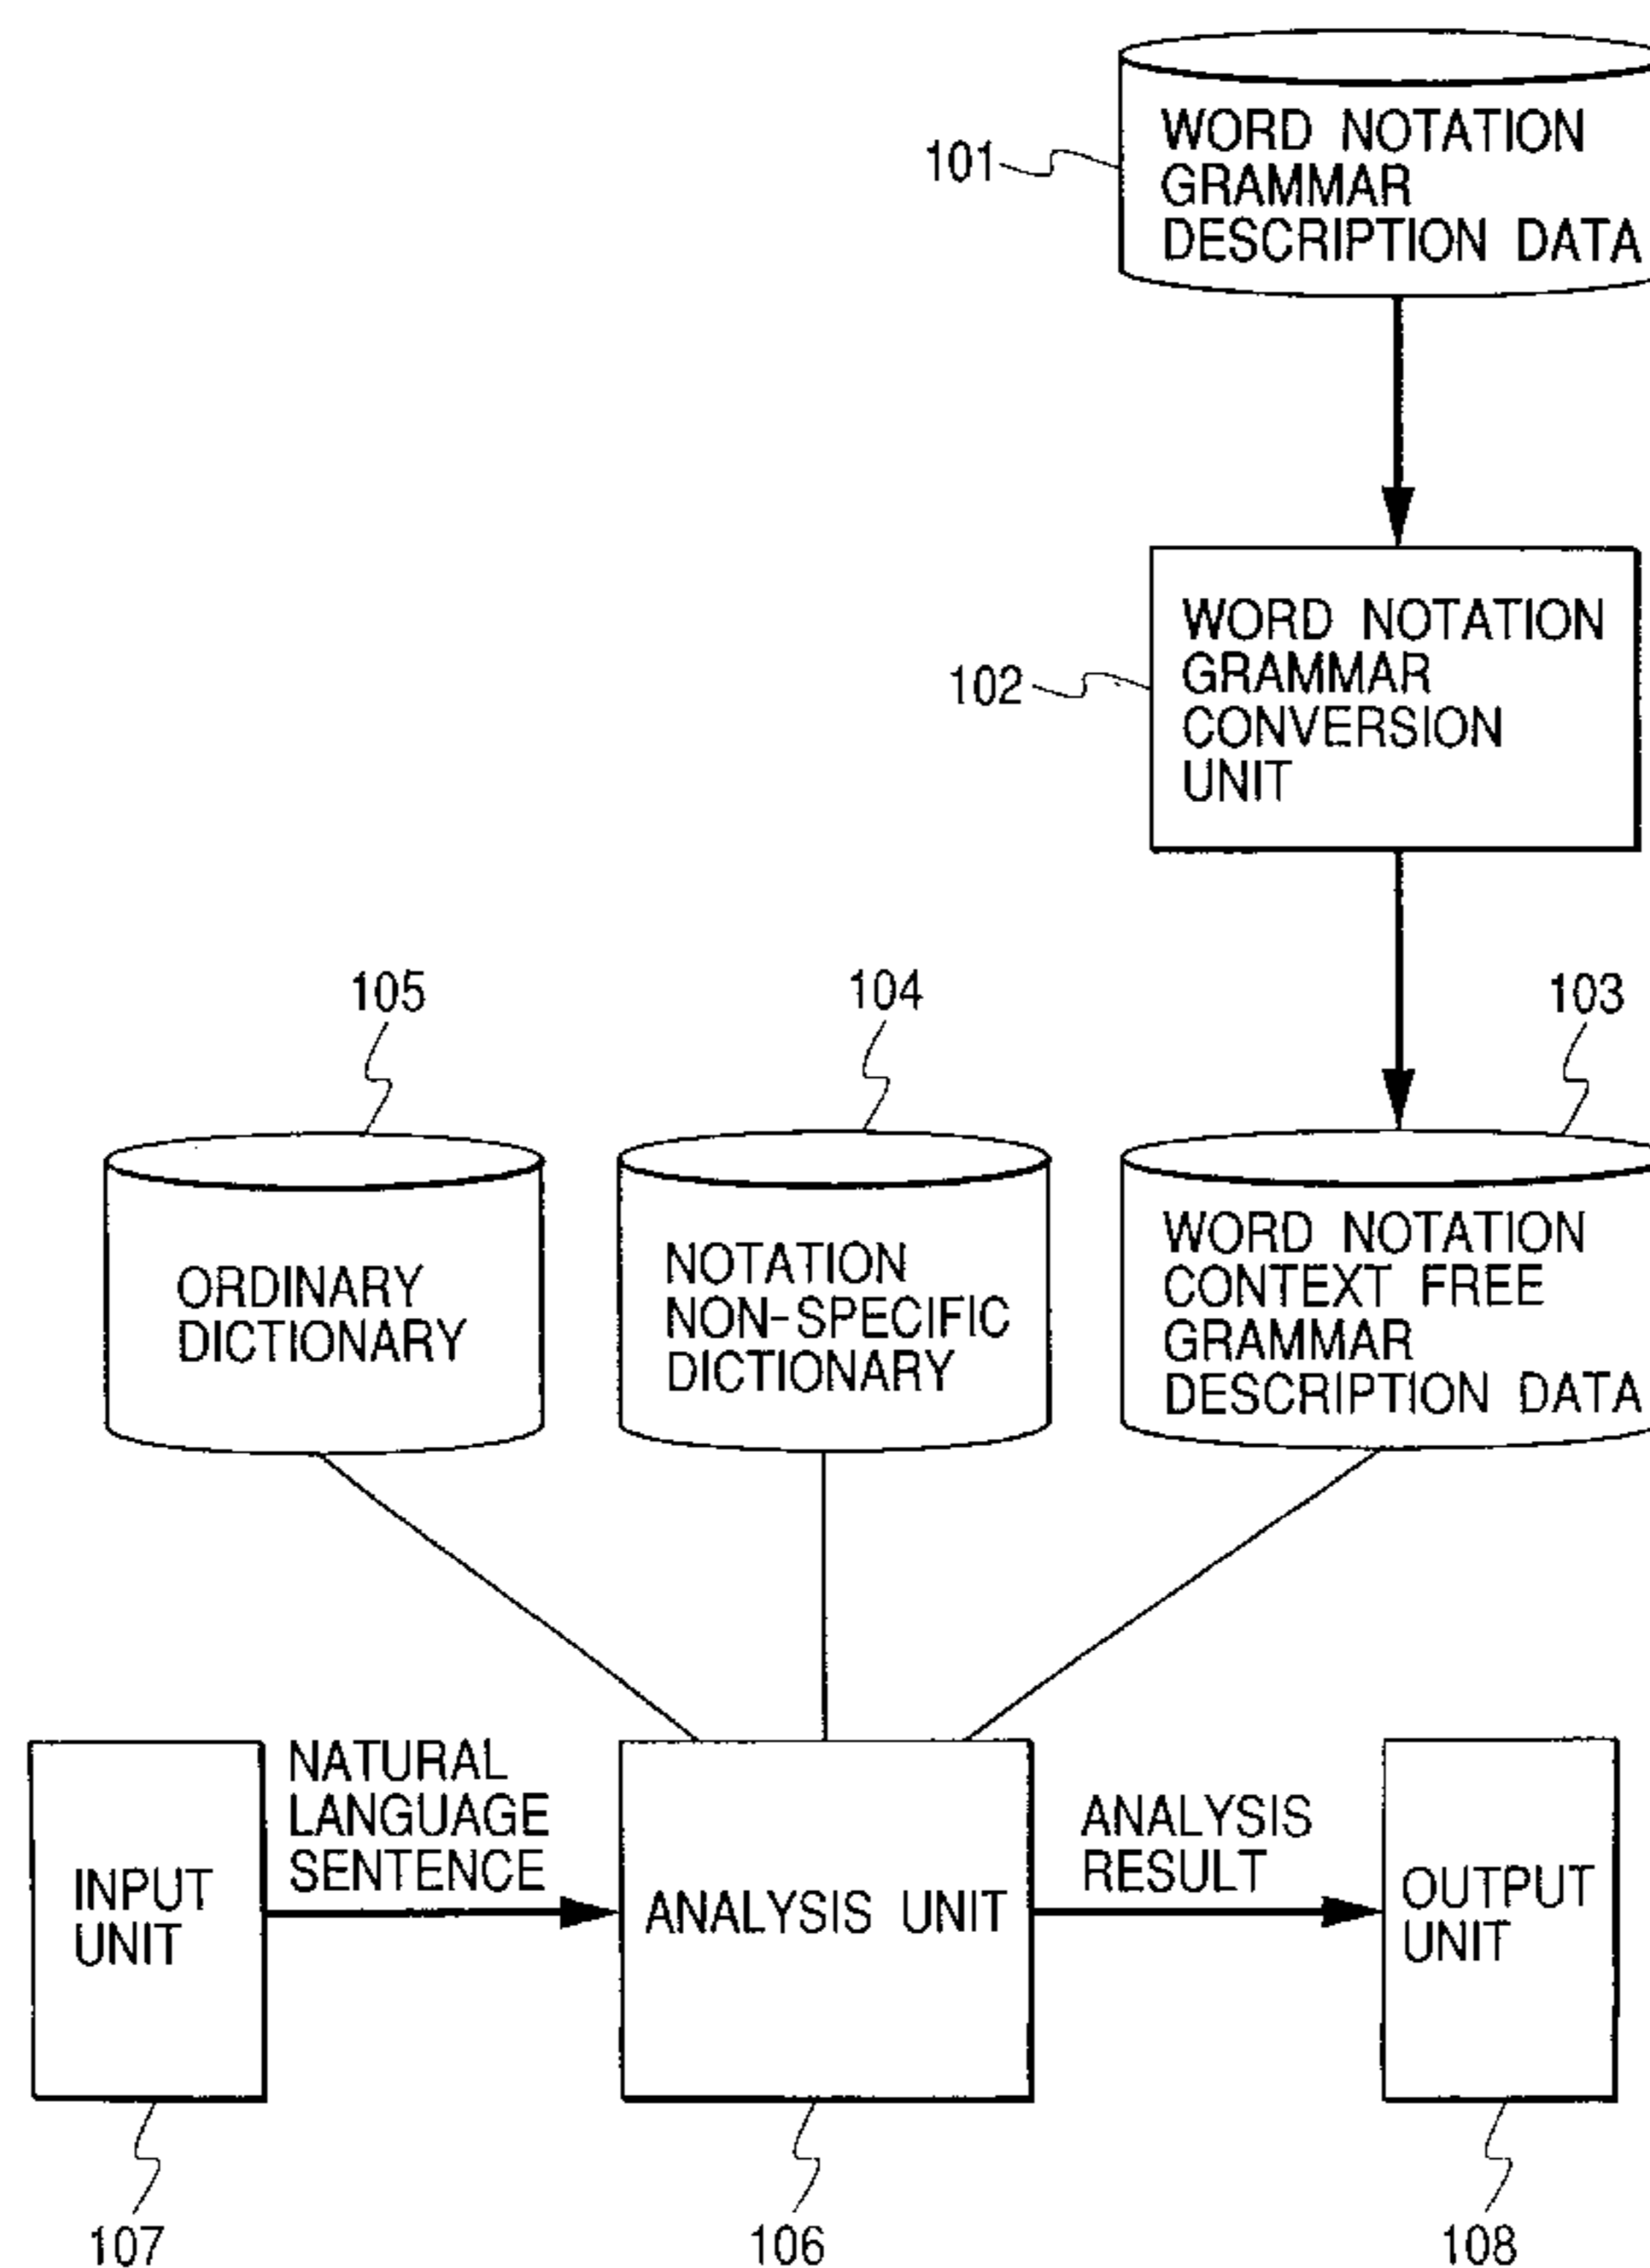 101
WORD NOTATION
GRAMMAR
DESCRIPTION DATA
102
WORD NOTATION
GRAMMAR
CONVERSION
UNIT
105
104
103
ORDINARY
DICTIONARY
NOTATION
NON-SPECIFIC
DICTIONARY
WORD NOTATION
CONTEXT FREE
GRAMMAR
DESCRIPTION DATA
INPUT
UNIT
NATURAL
LANGUAGE
SENTENCE
ANALYSIS UNIT
ANALYSIS
RESULT
OUTPUT
UNIT
107
106
108